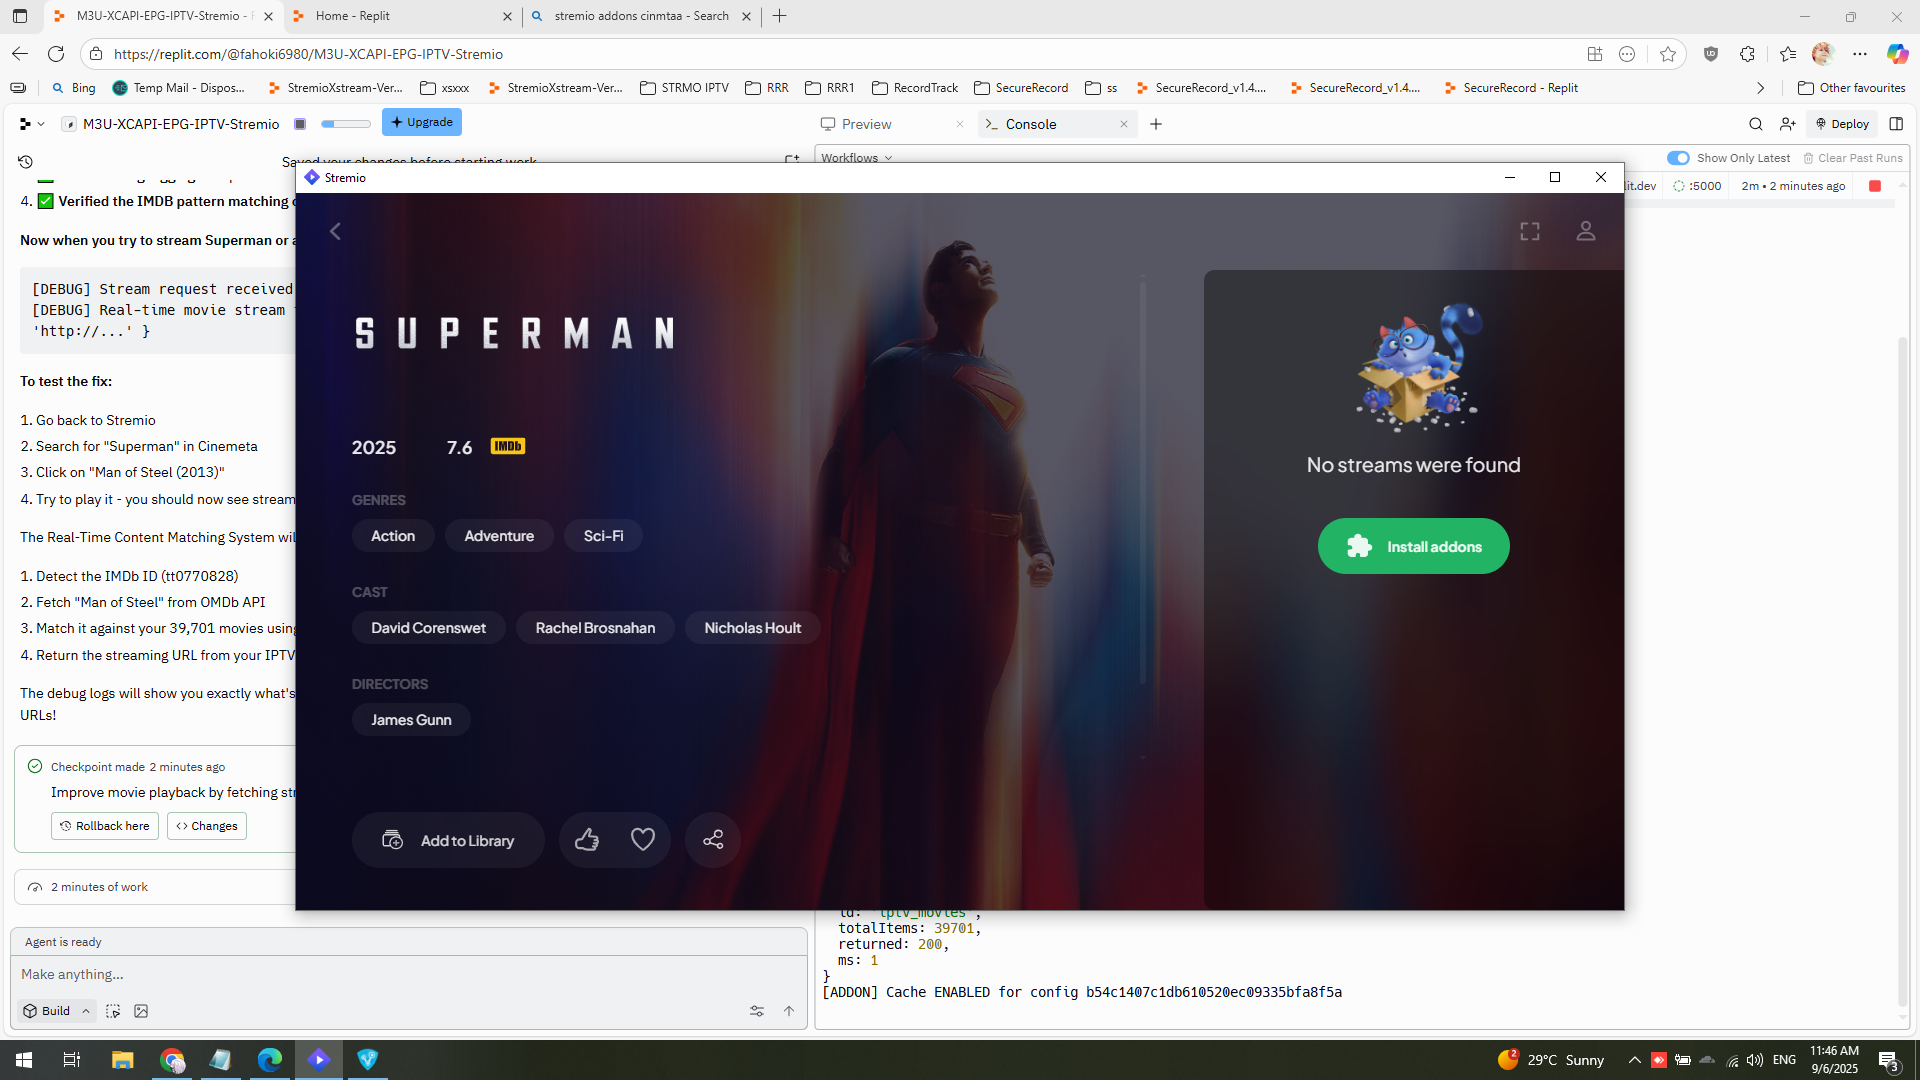 M3U-XCAPI-EPG-IPTV-Stremio -
Home - Replit
stremio addons cinmtaa - Search
https://replit.com/@fahoki6980/M3U-XCAPI-EPG-IPTV-Stremio
Bing
Temp Mail - Dispos...
StremioXstream-Ver...
xsxxx
StremioXstream-Ver...
STRMO IPTV
RRR
RRR1
RecordTrack
SecureRecord
ss
SecureRecord_v1.4....
SecureRecord_v1.4....
SecureRecord - Replit
Other favourites
M3U-XCAPI-EPG-IPTV-Stremio
Upgrade
Preview
Console
Deploy
Saved your changes before starting work
Workflows
Show Only Latest
Clear Past Runs
lit.dev
:5000
2m • 2 minutes ago
4. ✅ Verified the IMDB pattern matching
Now when you try to stream Superman or a
[DEBUG] Stream request received
[DEBUG] Real-time movie stream
'http://...' }
To test the fix:
1. Go back to Stremio
2. Search for "Superman" in Cinemeta
3. Click on "Man of Steel (2013)"
4. Try to play it - you should now see stream
The Real-Time Content Matching System wil
1. Detect the IMDb ID (tt0770828)
2. Fetch "Man of Steel" from OMDb API
3. Match it against your 39,701 movies using
4. Return the streaming URL from your IPTV
The debug logs will show you exactly what's
URLs!
Checkpoint made 2 minutes ago
Improve movie playback by fetching str
Rollback here
Changes
2 minutes of work
Agent is ready
Make anything...
Build
Stremio
SUPERMAN
2025
7.6
IMDb
GENRES
Action
Adventure
Sci-Fi
CAST
David Corenswet
Rachel Brosnahan
Nicholas Hoult
DIRECTORS
James Gunn
Add to Library
No streams were found
Install addons
id: 'iptv_movies',
totalItems: 39701,
returned: 200,
ms: 1
}
[ADDON] Cache ENABLED for config b54c1407c1db610520ec09335bfa8f5a
2
29°C Sunny
ENG
11:46 AM
9/6/2025
3